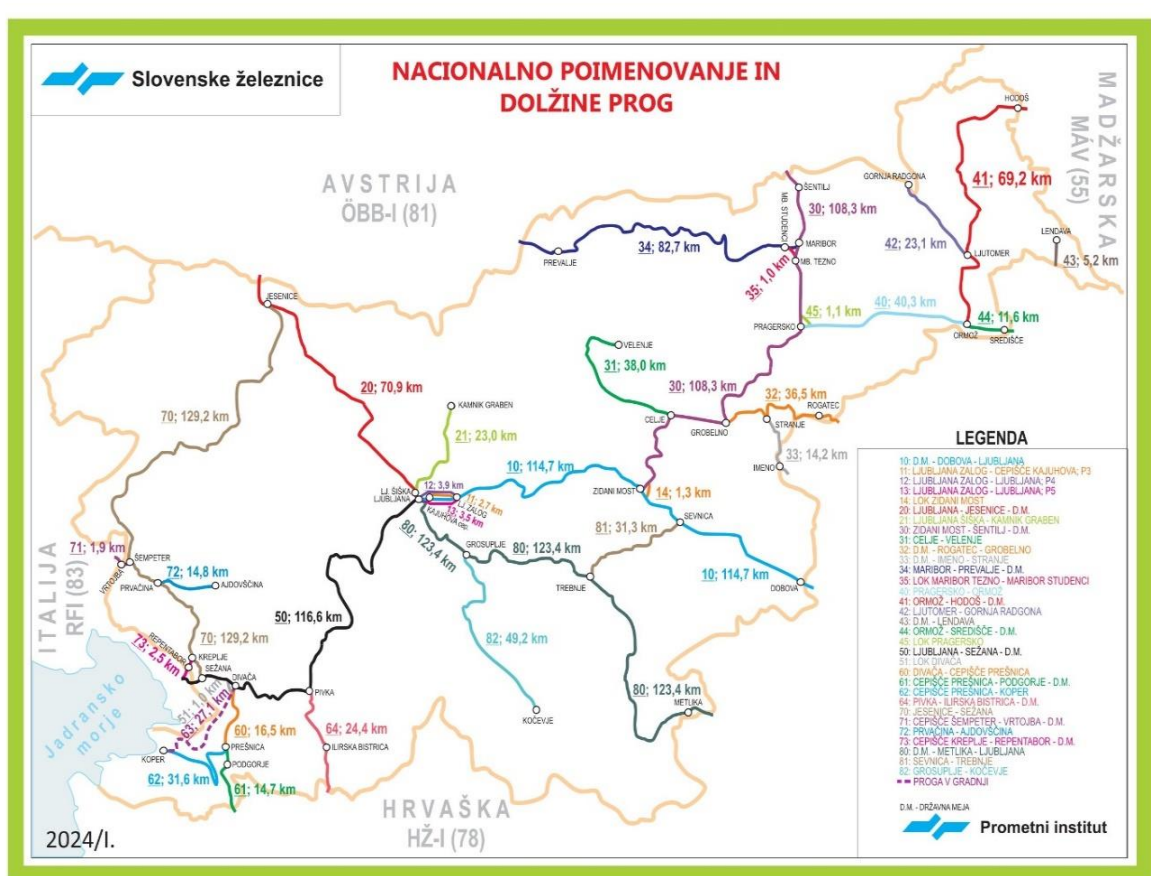 Slovenske železnice
NACIONALNO POIMENOVANJE IN
DOLŽINE PROG
AVSTRIJA
ÖBB-I (81)
MADŽARSKA
MÁV (55)
HODOŠ
41; 69,2 km
GORNJA RADGONA
ŠENTILJ
30; 108,3 km
MB. STUDENCI
MARIBOR
MB. TEZNO
34; 82,7 km
PREVALJE
35; 1,0 km
42; 23,1 km
LJUTOMER
LENDAVA
43; 5,2 km
45; 1,1 km
40; 40,3 km
PRAGERSKO
44; 11,6 km
ORMOŽ
SREDIŠČE
JESENICE
VELENJE
31; 38,0 km
30; 108,3 km
20; 70,9 km
32; 36,5 km
ROGATEC
KAMNIK GRABEN
CELJE
GROBELNO
STRANJE
70; 129,2 km
21; 23,0 km
33; 14,2 km
IMENO
10; 114,7 km
LJ. ŠIŠKA
LJUBLJANA
12; 3,9 km
11; 2,7 km
LJ. ZALOG
KAJUHOVA cep.
13; 3,5 km
ZIDANI MOST
14; 1,3 km
SEVNICA
81; 31,3 km
80; 123,4 km
GROSUPLJE
80; 123,4 km
TREBNJE
10; 114,7 km
DOBOVA
ITALIJA
RFI (83)
71; 1,9 km
ŠEMPETER
VRTOJBA
72; 14,8 km
PRVAČINA
AJDOVŠČINA
50; 116,6 km
70; 129,2 km
REPENTABOR
73; 2,5 km
KREPLJE
SEŽANA
DIVAČA
82; 49,2 km
KOČEVJE
80; 123,4 km
METLIKA
PIVKA
51; 1,0 km
63; 27,1 km
Jadransko
morje
60; 16,5 km
64; 24,4 km
KOPER
PREŠNICA
ILIRSKA BISTRICA
PODGORJE
62; 31,6 km
61; 14,7 km
HRVAŠKA
HŽ-I (78)
2024/I.
LEGENDA
10: D.M. - DOBOVA - LJUBLJANA
11: LJUBLJANA ZALOG - CEPIŠČE KAJUHOVA; P3
12: LJUBLJANA ZALOG - LJUBLJANA; P4
13: LJUBLJANA ZALOG - LJUBLJANA; P5
14: LOK ZIDANI MOST
20: LJUBLJANA - JESENICE - D.M.
21: LJUBLJANA ŠIŠKA - KAMNIK GRABEN
30: ZIDANI MOST - ŠENTILJ - D.M.
31: CELJE - VELENJE
32: D.M. - ROGATEC - GROBELNO
33: D.M. - IMENO - STRANJE
34: MARIBOR - PREVALJE - D.M.
35: LOK MARIBOR TEZNO - MARIBOR STUDENCI
40: PRAGERSKO - ORMOŽ
41: ORMOŽ - HODOŠ - D.M.
42: LJUTOMER - GORNJA RADGONA
43: D.M. - LENDAVA
44: ORMOŽ - SREDIŠČE - D.M.
45: LOK PRAGERSKO
50: LJUBLJANA - SEŽANA - D.M.
51: LOK DIVAČA
60: DIVAČA - CEPIŠČE PREŠNICA
61: CEPIŠČE PREŠNICA - PODGORJE - D.M.
62: CEPIŠČE PREŠNICA - KOPER
64: PIVKA - ILIRSKA BISTRICA - D.M.
70: JESENICE - SEŽANA
71: CEPIŠČE ŠEMPETER - VRTOJBA - D.M.
72: PRVAČINA - AJDOVŠČINA
73: CEPIŠČE KREPLJE - REPENTABOR - D.M.
80: D.M. - METLIKA - LJUBLJANA
81: SEVNICA - TREBNJE
82: GROSUPLJE - KOČEVJE
PROGA V GRADNJI
D.M. - DRŽAVNA MEJA
Prometni institut